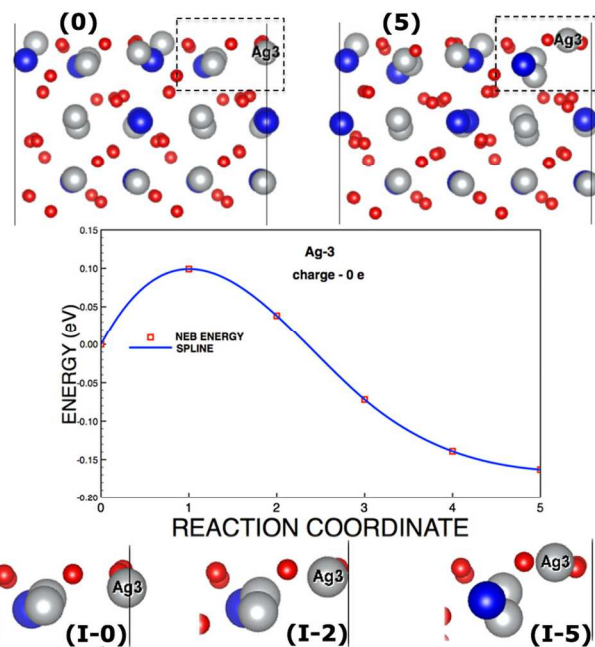 (0)
(5)
Ag-3
Ag3
0.15
0.10
0.05
0.00
-0.05
-0.10
-0.15
-0.20
ENERGY (eV)
Ag-3
charge - 0 e
NEB ENERGY
SPLINE
0
1
2
3
4
5
REACTION COORDINATE
Ag3
(I-0)
Ag3
(I-2)
Ag3
(I-5)